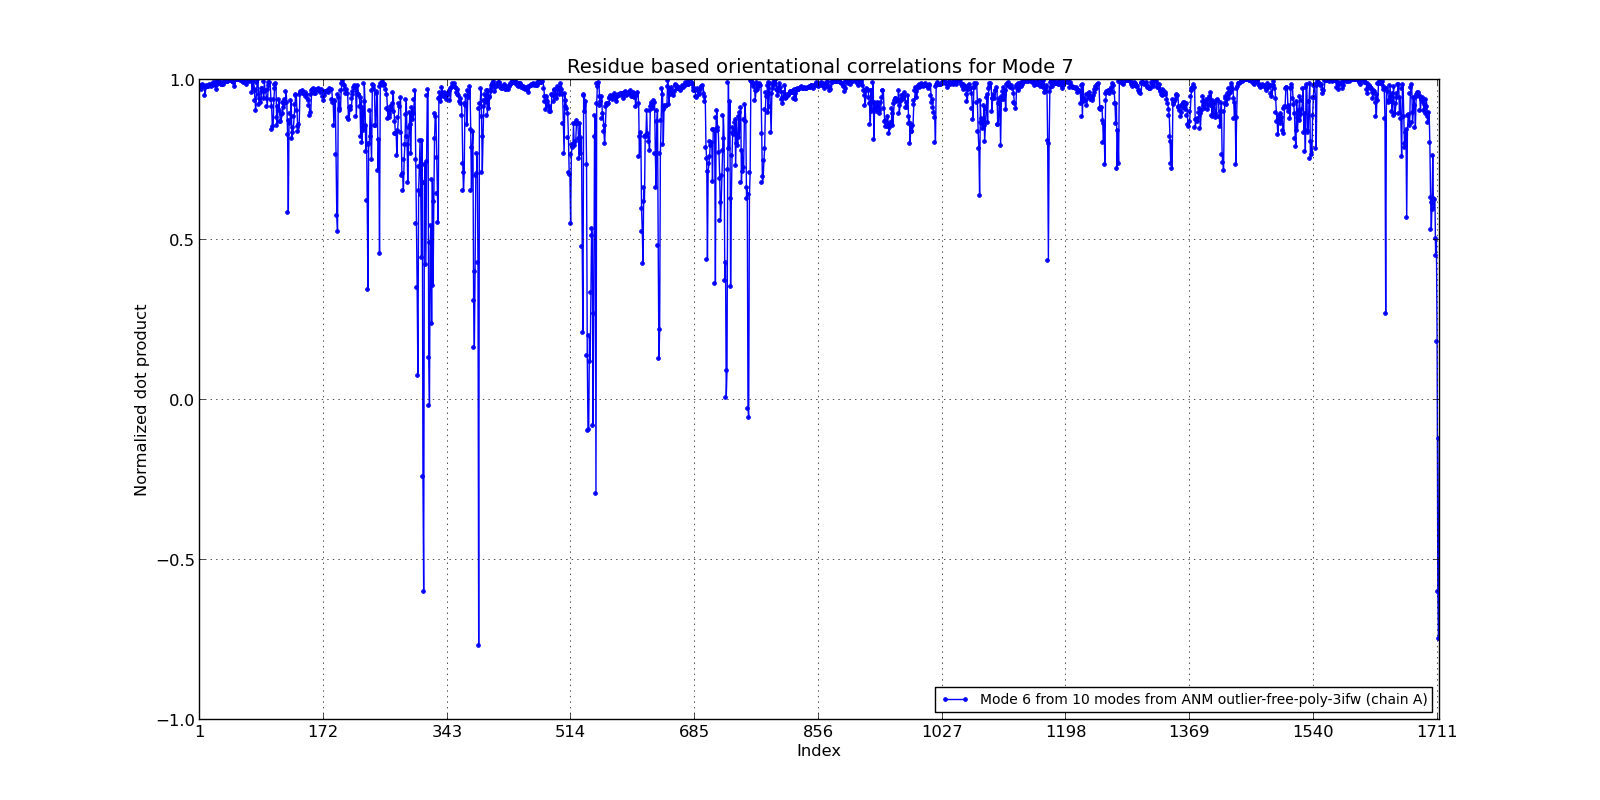 Residue based orientational correlations for Mode 7
1.0
0.5
0.0
−0.5
−1.0
Normalized dot product
Mode 6 from 10 modes from ANM outlier-free-poly-3ifw (chain A)
1 172 343 514 685 856 1027 1198 1369 1540 1711
Index